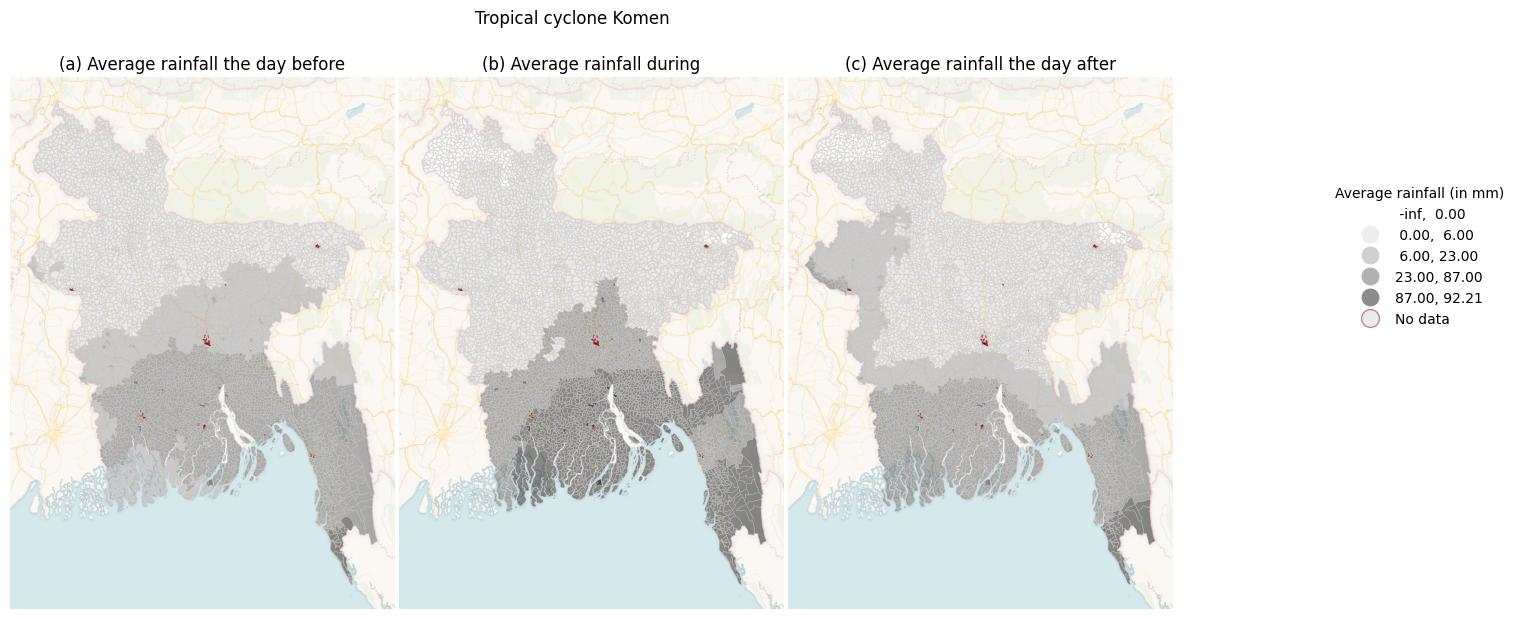 Tropical cyclone Komen
(a) Average rainfall the day before
(b) Average rainfall during
(c) Average rainfall the day after
Average rainfall (in mm)
-inf, 0.00
0.00, 6.00
6.00, 23.00
23.00, 87.00
87.00, 92.21
No data